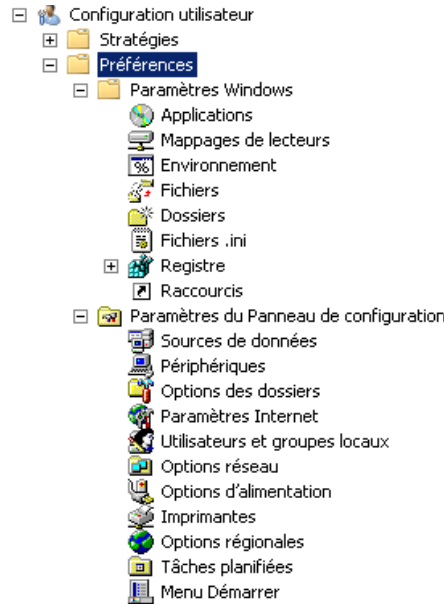 Configuration utilisateur
Stratégies
Préférences
Paramètres Windows
Applications
Mappages de lecteurs
Environnement
Fichiers
Dossiers
Fichiers .ini
Registre
Raccourcis
Paramètres du Panneau de configuration
Sources de données
Périphériques
Options des dossiers
Paramètres Internet
Utilisateurs et groupes locaux
Options réseau
Options d'alimentation
Imprimantes
Options régionales
Tâches planifiées
Menu Démarrer